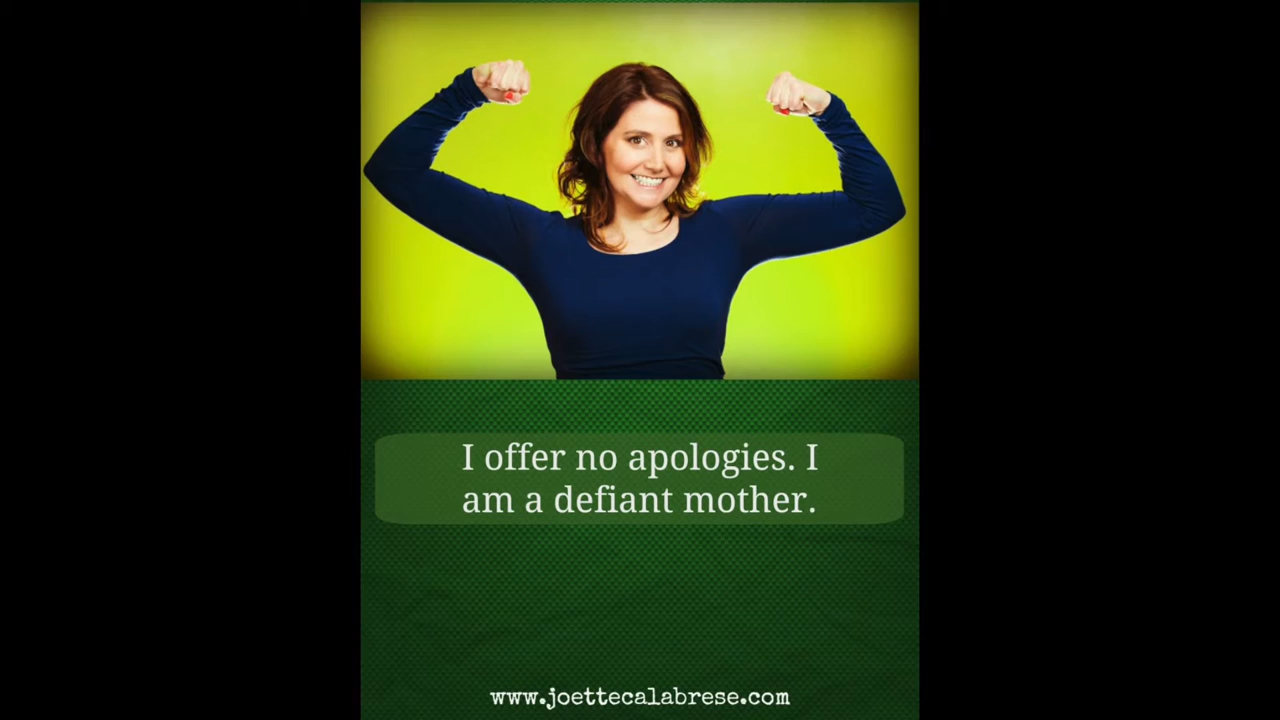 I offer no apologies. I
am a defiant mother.
www.joettecalabrese.com